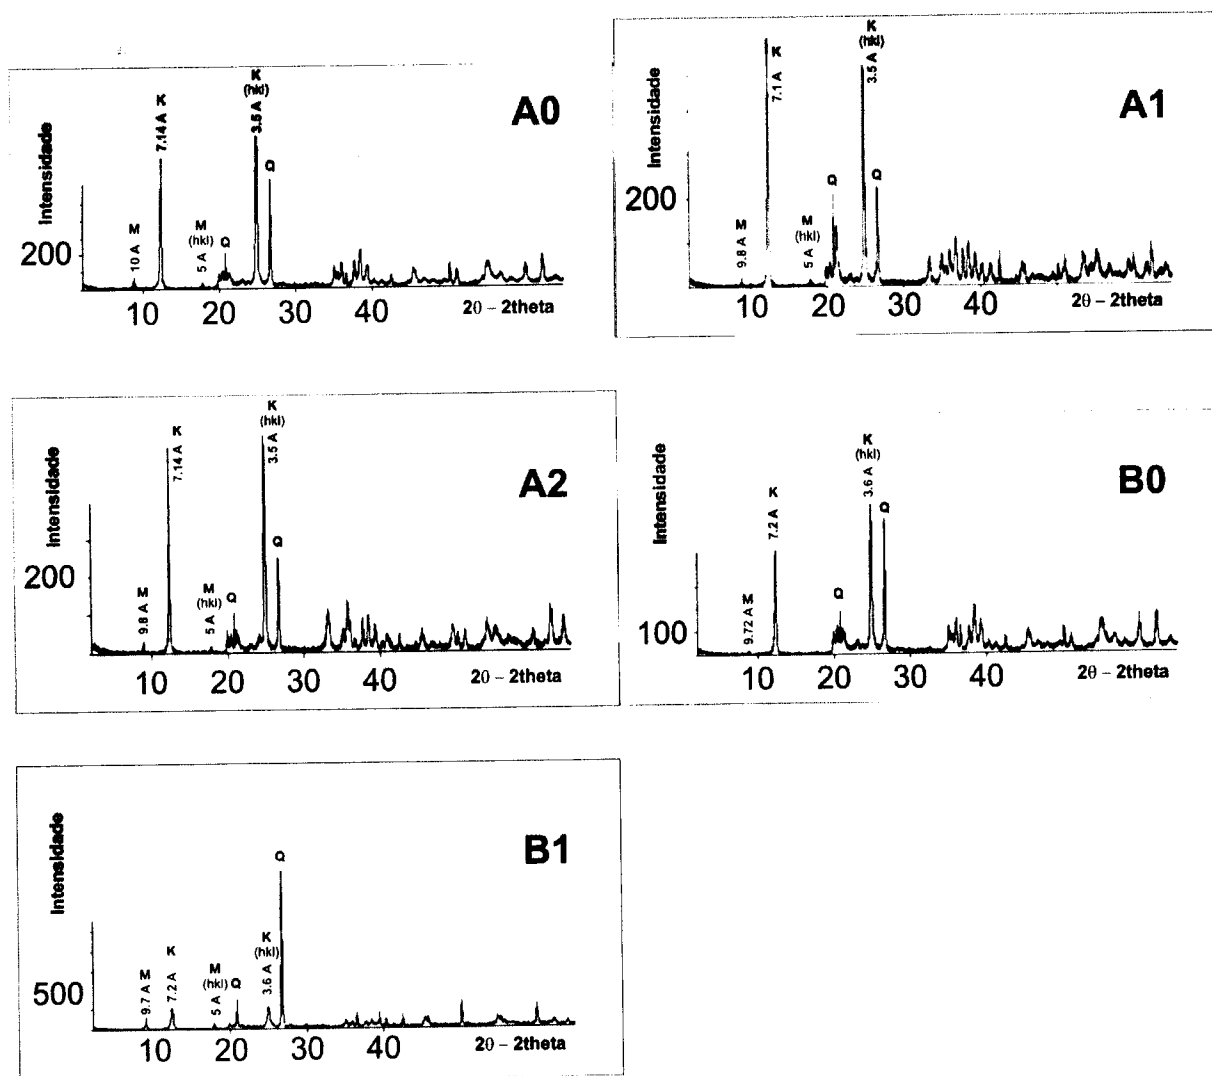 A0
Intensidade
200
10 A M
7.14 A K
M
(hkl)
5 A
Q
K
(hkl)
3.5 A
Q
10 20 30 40
2θ – 2theta
A1
Intensidade
200
9.8 A M
7.1 A K
M
(hkl)
5 A
Q
K
(hkl)
3.5 A
Q
10 20 30 40
2θ – 2theta
A2
Intensidade
200
9.8 A M
7.14 A K
M
(hkl)
5 A
Q
K
(hkl)
3.5 A
Q
10 20 30 40
2θ – 2theta
B0
Intensidade
100
9.72 A M
7.2 A K
Q
K
(hkl)
3.6 A
Q
10 20 30 40
2θ – 2theta
B1
Intensidade
500
9.7 A M
7.2 A K
M
(hkl)
5 A
Q
K
(hkl)
3.6 A
Q
10 20 30 40
2θ – 2theta